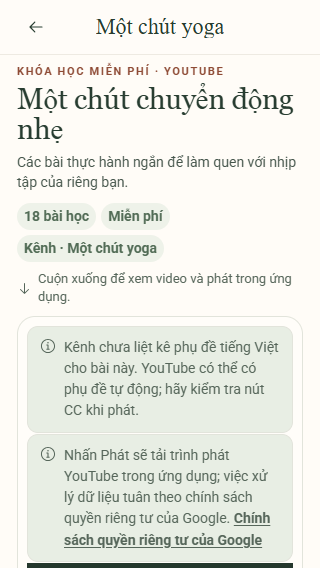 Một chút yoga
KHÓA HỌC MIỄN PHÍ · YOUTUBE
Một chút chuyển động
nhẹ
Các bài thực hành ngắn để làm quen với nhịp
tập của riêng bạn.
18 bài học Miễn phí
Kênh · Một chút yoga
Cuộn xuống để xem video và phát trong ứng
dụng.
Kênh chưa liệt kê phụ đề tiếng Việt
cho bài này. YouTube có thể có
phụ đề tự động; hãy kiểm tra nút
CC khi phát.
Nhấn Phát sẽ tải trình phát
YouTube trong ứng dụng; việc xử
lý dữ liệu tuân theo chính sách
quyền riêng tư của Google. Chính
sách quyền riêng tư của Google